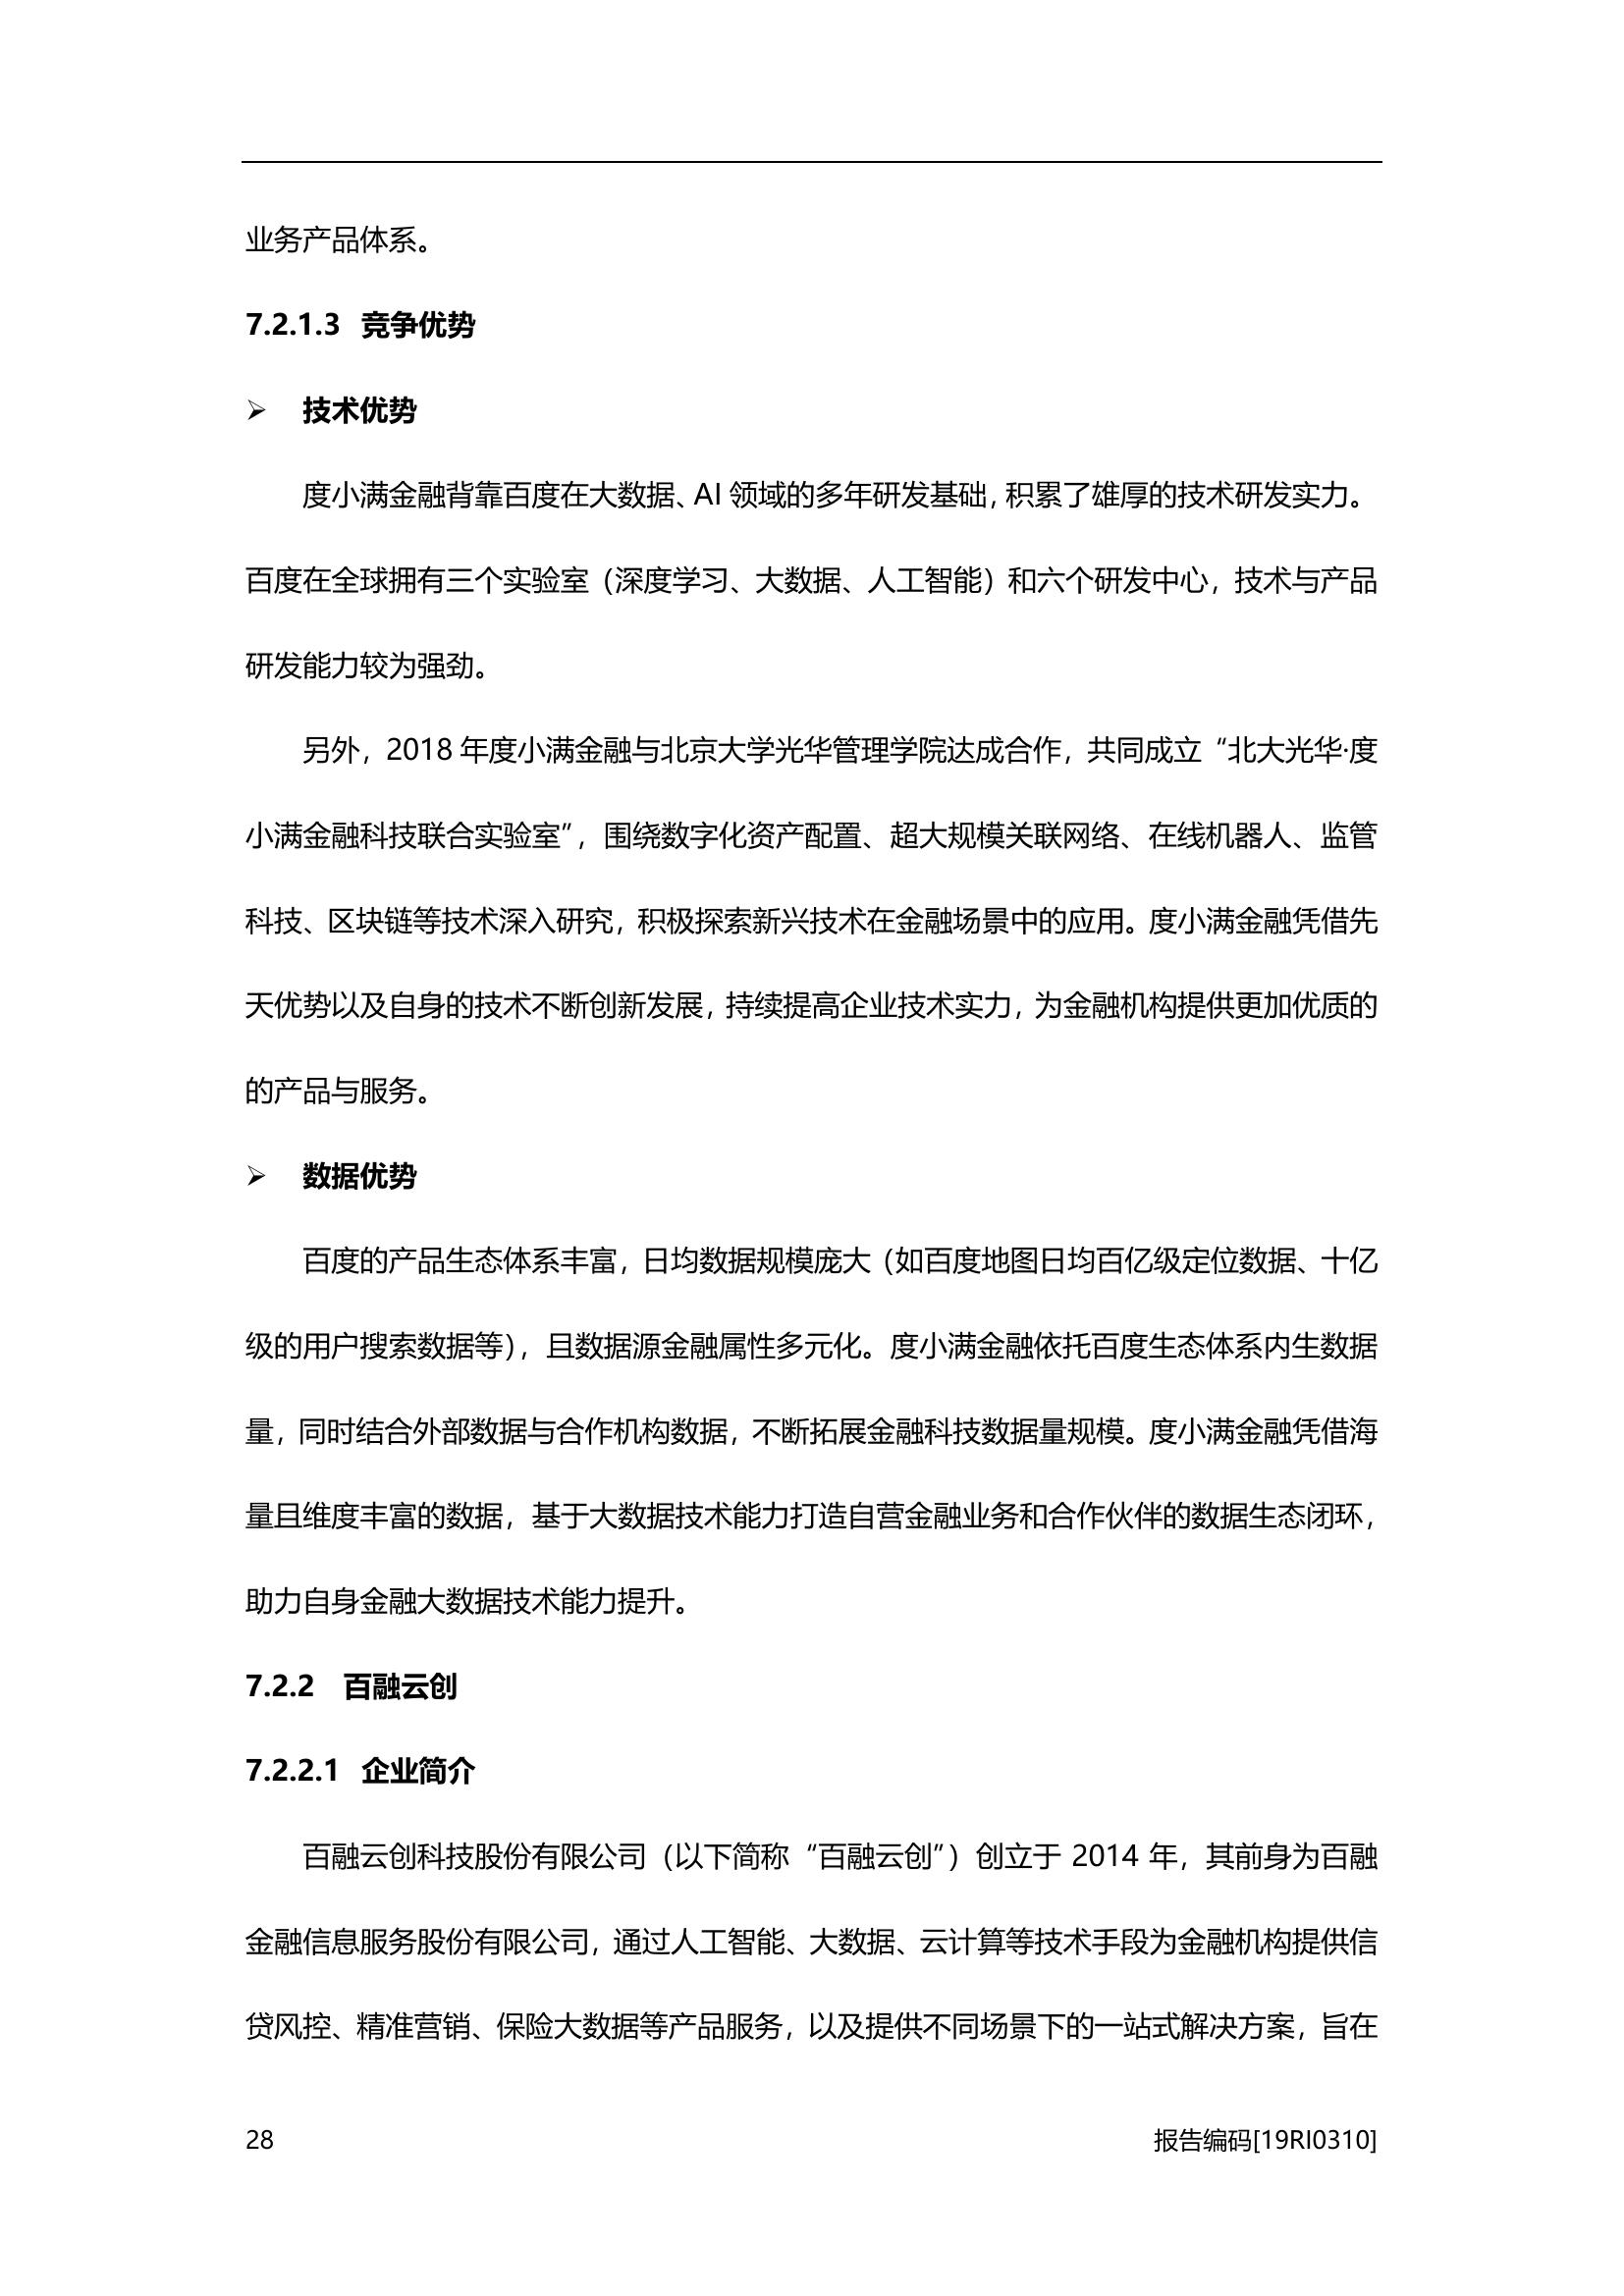 业务产品体系。
7.2.1.3 竞争优势
➢ 技术优势
度小满金融背靠百度在大数据、AI 领域的多年研发基础，积累了雄厚的技术研发实力。
百度在全球拥有三个实验室（深度学习、大数据、人工智能）和六个研发中心，技术与产品
研发能力较为强劲。
另外，2018 年度小满金融与北京大学光华管理学院达成合作，共同成立“北大光华·度
小满金融科技联合实验室”，围绕数字化资产配置、超大规模关联网络、在线机器人、监管
科技、区块链等技术深入研究，积极探索新兴技术在金融场景中的应用。度小满金融凭借先
天优势以及自身的技术不断创新发展，持续提高企业技术实力，为金融机构提供更加优质的
的产品与服务。
➢ 数据优势
百度的产品生态体系丰富，日均数据规模庞大（如百度地图日均百亿级定位数据、十亿
级的用户搜索数据等），且数据源金融属性多元化。度小满金融依托百度生态体系内生数据
量，同时结合外部数据与合作机构数据，不断拓展金融科技数据量规模。度小满金融凭借海
量且维度丰富的数据，基于大数据技术能力打造自营金融业务和合作伙伴的数据生态闭环，
助力自身金融大数据技术能力提升。
7.2.2 百融云创
7.2.2.1 企业简介
百融云创科技股份有限公司（以下简称“百融云创”）创立于 2014 年，其前身为百融
金融信息服务股份有限公司，通过人工智能、大数据、云计算等技术手段为金融机构提供信
贷风控、精准营销、保险大数据等产品服务，以及提供不同场景下的一站式解决方案，旨在
28
报告编码[19RI0310]